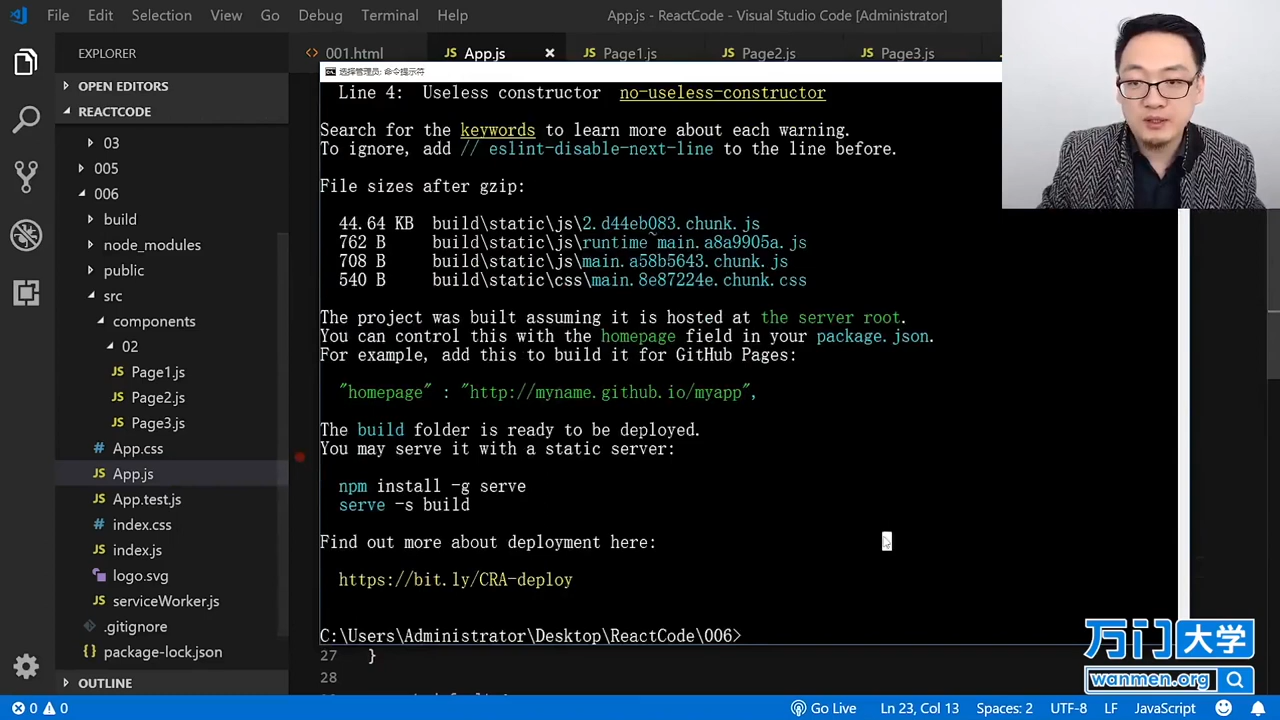 File Edit Selection View Go Debug Terminal Help App.js - ReactCode - Visual Studio Code [Administrator]
EXPLORER
001.html App.js Page1.js Page2.js Page3.js
OPEN EDITORS
REACTCODE
03
005
006
build
node_modules
public
src
components
02
Page1.js
Page2.js
Page3.js
App.css
App.js
App.test.js
index.css
index.js
logo.svg
serviceWorker.js
.gitignore
package-lock.json
OUTLINE
选择管理员: 命令提示符
Line 4: Useless constructor no-useless-constructor
Search for the keywords to learn more about each warning.
To ignore, add // eslint-disable-next-line to the line before.
File sizes after gzip:
44.64 KB build\static\js\2.d44eb083.chunk.js
762 B build\static\js\runtime~main.a8a9905a.js
708 B build\static\js\main.a58b5643.chunk.js
540 B build\static\css\main.8e87224e.chunk.css
The project was built assuming it is hosted at the server root.
You can control this with the homepage field in your package.json.
For example, add this to build it for GitHub Pages:
"homepage" : "http://myname.github.io/myapp",
The build folder is ready to be deployed.
You may serve it with a static server:
npm install -g serve
serve -s build
Find out more about deployment here:
https://bit.ly/CRA-deploy
C:\Users\Administrator\Desktop\ReactCode\006>
27 }
28
万门大学
wanmen.org
0 0 Go Live Ln 23, Col 13 Spaces: 2 UTF-8 LF JavaScript